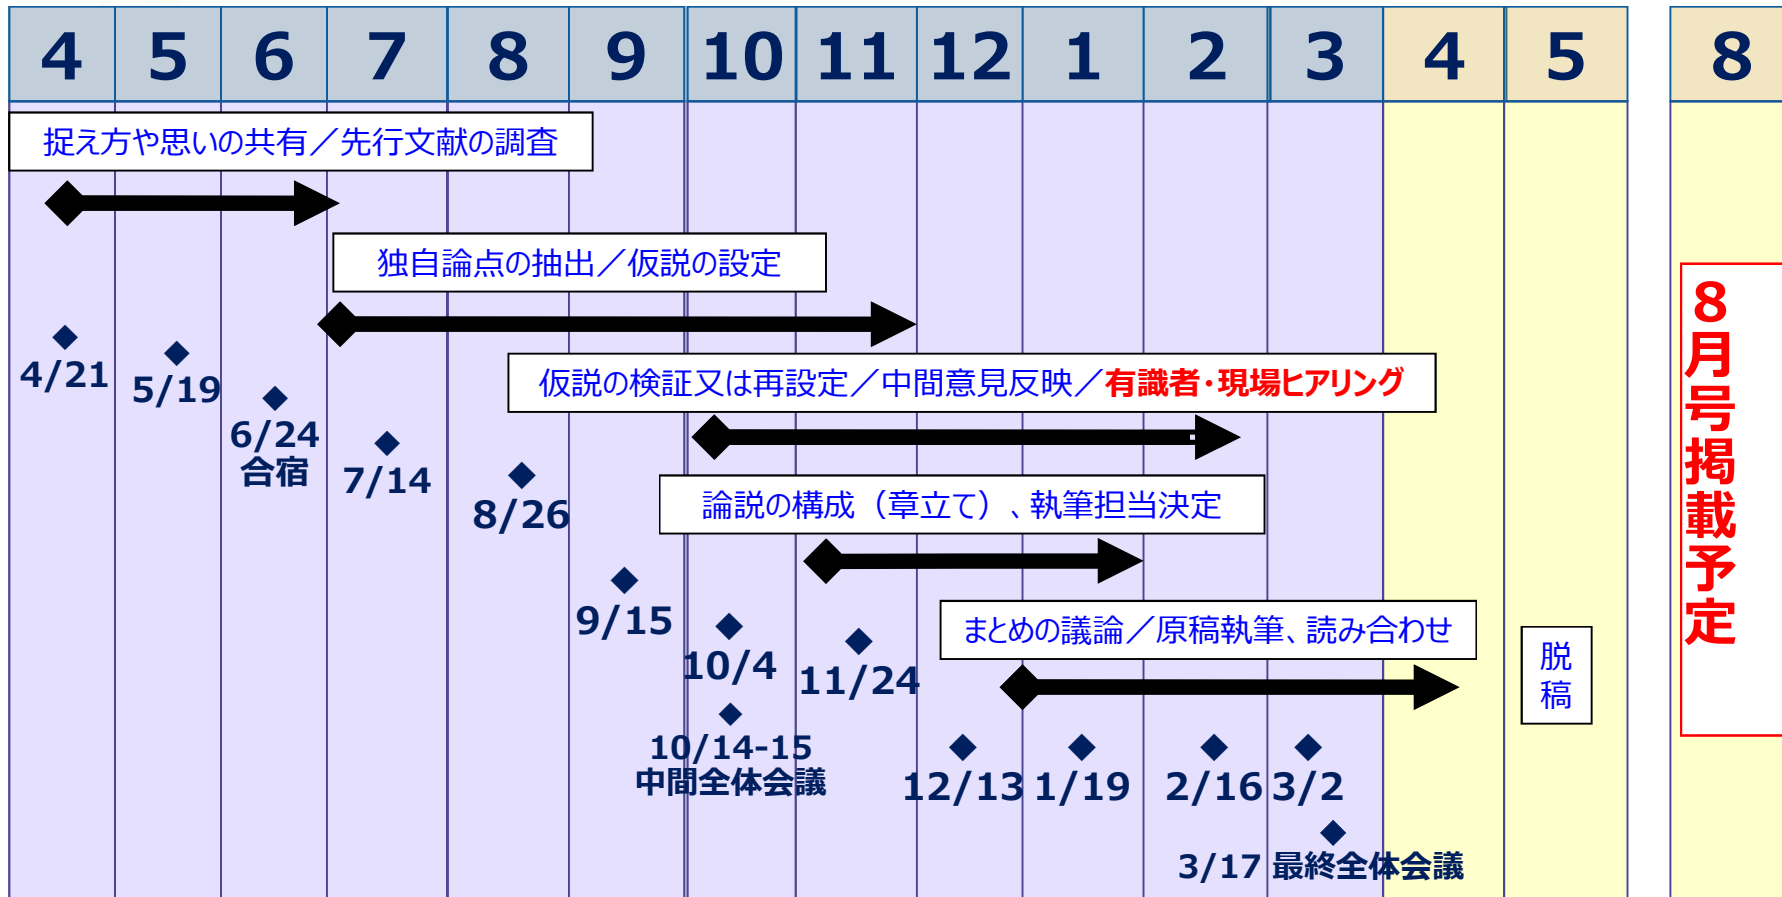 4 5 6 7 8 9 10 11 12 1 2 3 4 5 8
捉え方や思いの共有／先行文献の調査
独自論点の抽出／仮説の設定
4/21
5/19
仮説の検証又は再設定／中間意見反映／有識者・現場ヒアリング
6/24
合宿
7/14
8/26
論説の構成（章立て）、執筆担当決定
9/15
まとめの議論／原稿執筆、読み合わせ
10/4
11/24
10/14-15
中間全体会議
12/13
1/19
2/16
3/2
3/17 最終全体会議
脱
稿
8
月
号
掲
載
予
定